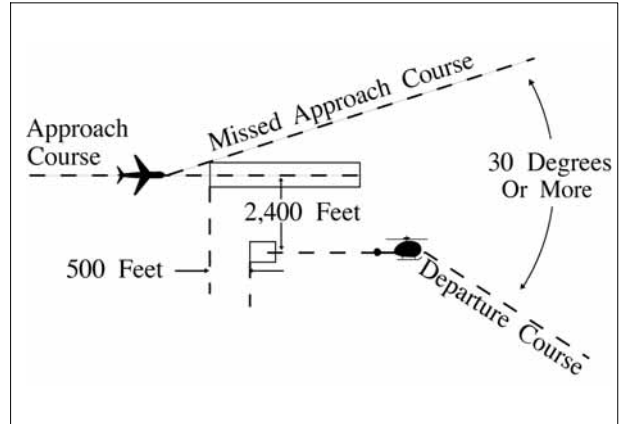 Missed Approach Course
Approach
Course
30 Degrees
Or More
2,400 Feet
500 Feet
Departure Course